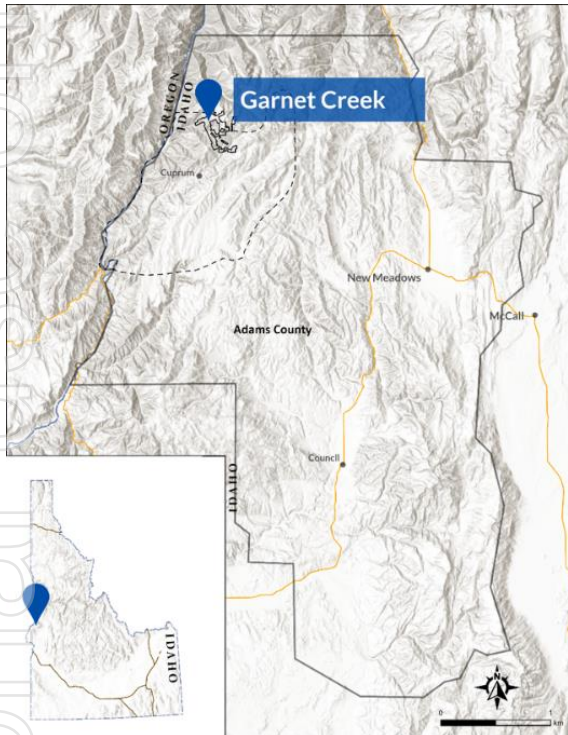 OREGON
IDAHO
Garnet Creek
Cuprum
New Meadows
McCall
Adams County
Council
IDAHO
IDAHO
N
0
1
km